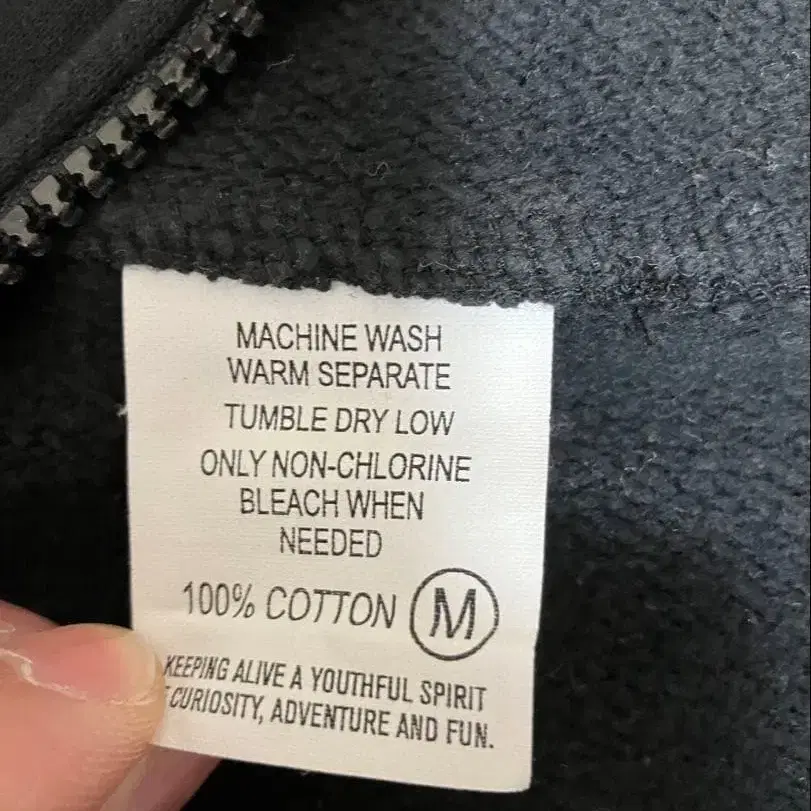 MACHINE WASH
WARM SEPARATE
TUMBLE DRY LOW
ONLY NON-CHLORINE
BLEACH WHEN
NEEDED
100% COTTON M
KEEPING ALIVE A YOUTHFUL SPIRIT
CURIOSITY, ADVENTURE AND FUN.